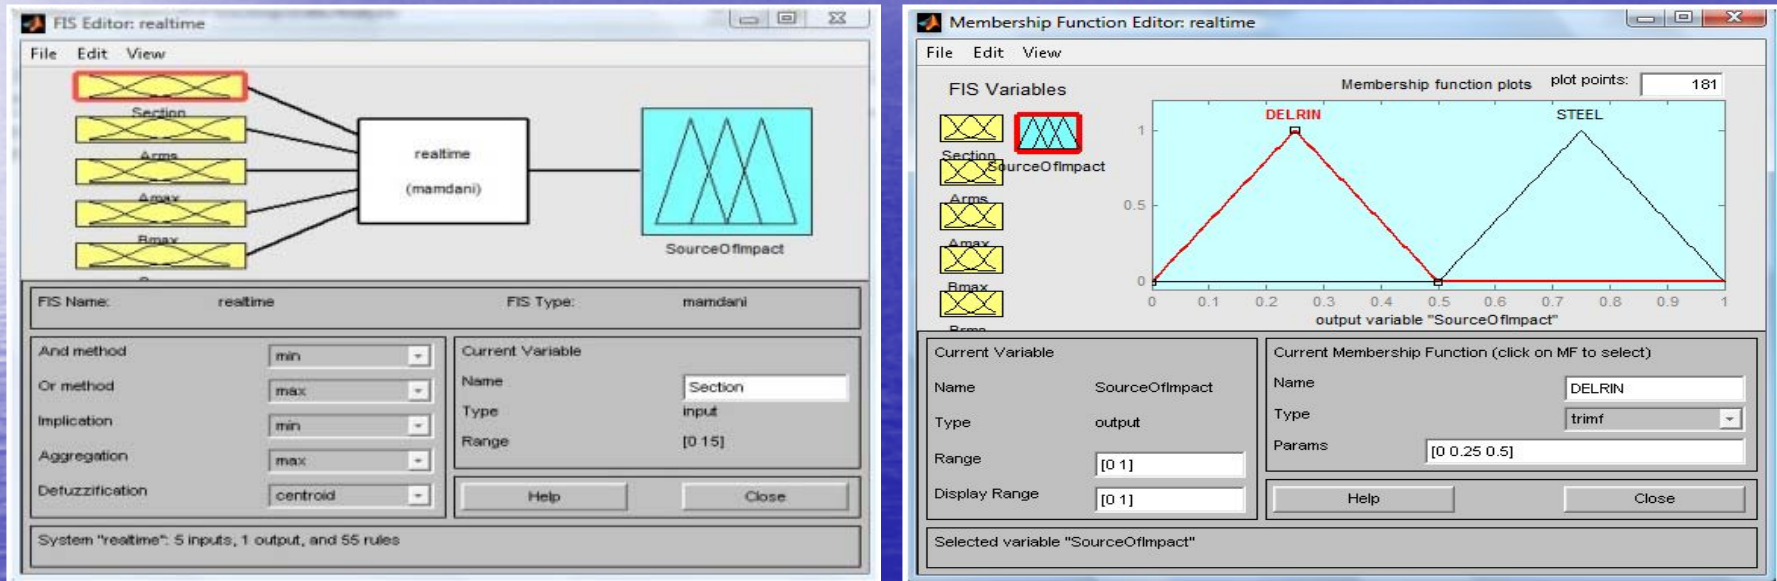 FIS Editor: realtime
File Edit View
Section
Arms
Amax
Bmax
realtime
(mamdani)
SourceOfImpact
FIS Name: realtime FIS Type: mamdani
And method min
Or method max
Implication min
Aggregation max
Defuzzification centroid
Current Variable
Name Section
Type input
Range [0 15]
Help Close
System "realtime": 5 inputs, 1 output, and 55 rules
Membership Function Editor: realtime
File Edit View
FIS Variables
Section
Arms
Amax
Bmax
Brms
SourceOfImpact
Membership function plots plot points: 181
DELRIN STEEL
1
0.5
0
0 0.1 0.2 0.3 0.4 0.5 0.6 0.7 0.8 0.9 1
output variable "SourceOfImpact"
Current Variable
Name SourceOfImpact
Type output
Range [0 1]
Display Range [0 1]
Current Membership Function (click on MF to select)
Name DELRIN
Type trimf
Params [0 0.25 0.5]
Help Close
Selected variable "SourceOfImpact"